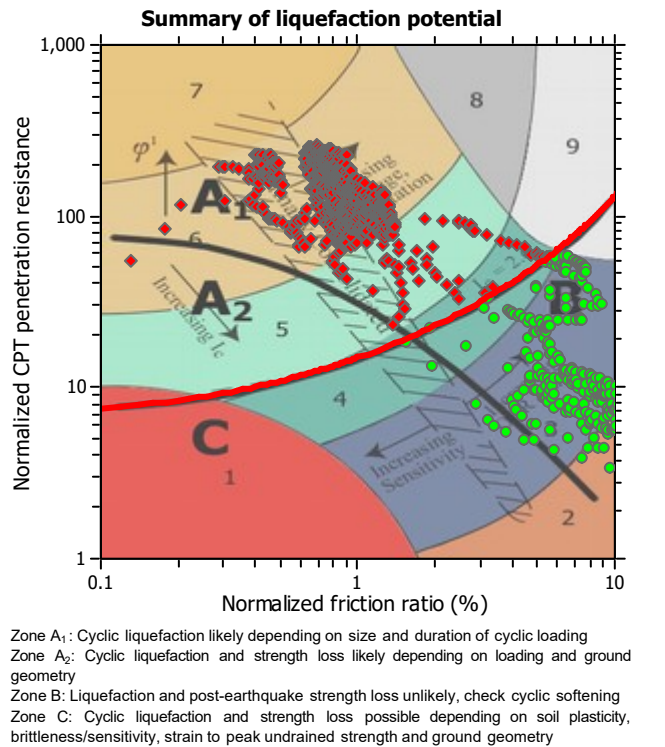 Summary of liquefaction potential
1,000
7
8
φ'
9
A1
100
6
A2
Increasing Ic
5
B
10
4
C
1
Increasing
Sensitivity
2
1
0.1
1
10
Normalized CPT penetration resistance
Normalized friction ratio (%)
Zone A1: Cyclic liquefaction likely depending on size and duration of cyclic loading
Zone A2: Cyclic liquefaction and strength loss likely depending on loading and ground
geometry
Zone B: Liquefaction and post-earthquake strength loss unlikely, check cyclic softening
Zone C: Cyclic liquefaction and strength loss possible depending on soil plasticity,
brittleness/sensitivity, strain to peak undrained strength and ground geometry